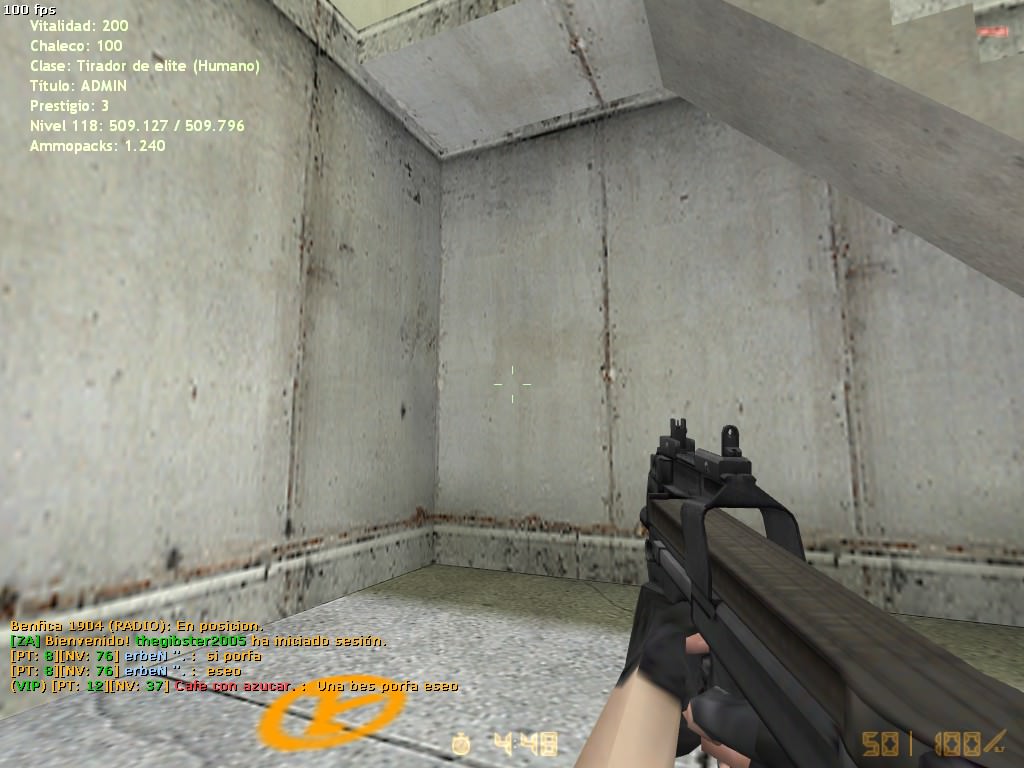 100 fps
Vitalidad: 200
Chaleco: 100
Clase: Tirador de elite (Humano)
Título: ADMIN
Prestigio: 3
Nivel 118: 509.127 / 509.796
Ammopacks: 1.240
Benfica 1904 (RADIO): En posicion.
[ZA] Bienvenido! thegibster2005 ha iniciado sesión.
[PT: 8][NV: 76] erbeN ~. : si porfa
[PT: 8][NV: 76] erbeN ~. : eseo
(VIP) [PT: 12][NV: 37] Cafe con azucar. : Una bes porfa eseo
4:48
50 | 100